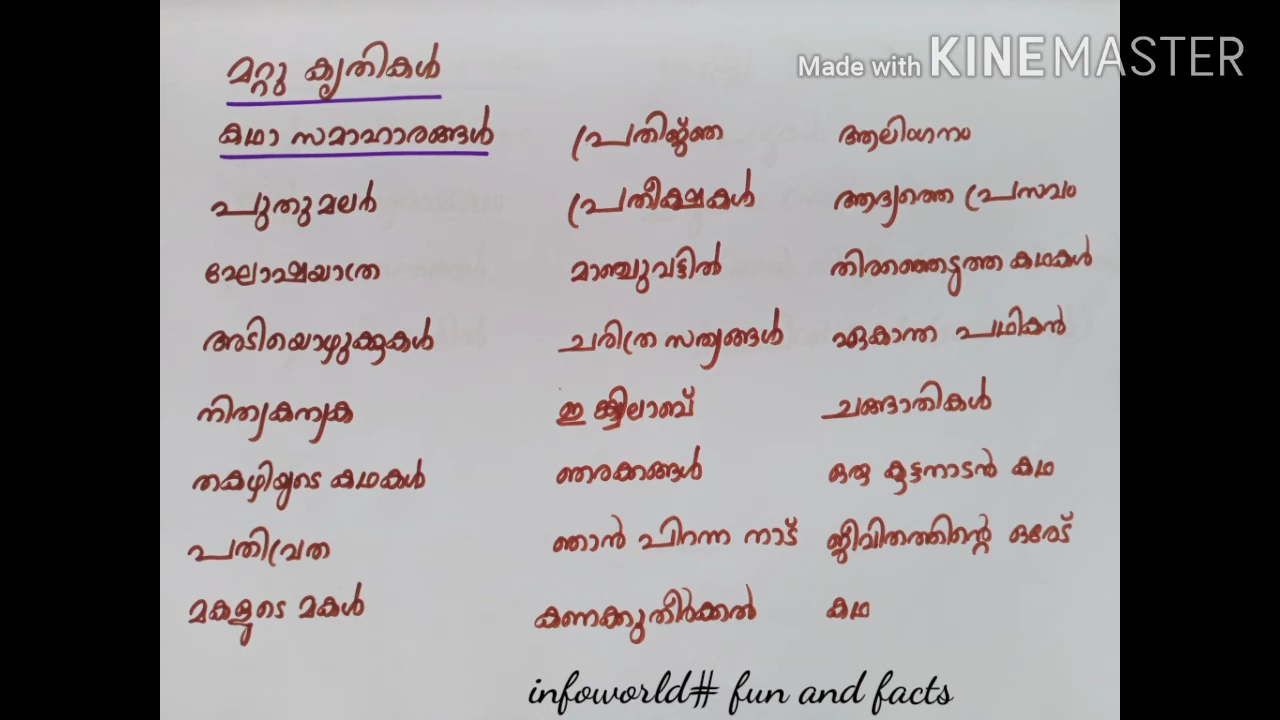 Made with KINEMASTER
മറ്റു കൃതികൾ
കഥാ സമാഹാരങ്ങൾ
പുതുമലർ
ഘോഷയാത്ര
അടിയൊഴുക്കുകൾ
നിത്യകന്യക
തകഴിയുടെ കഥകൾ
പതിവ്രത
മകളുടെ മകൾ
പ്രതിജ്ഞ
പ്രതീക്ഷകൾ
മാഞ്ചുവട്ടിൽ
ചരിത്ര സത്യങ്ങൾ
ഇങ്ക്വിലാബ്
ഞരക്കങ്ങൾ
ഞാൻ പിറന്ന നാട്
കണക്കുതീർക്കൽ
ആലിംഗനം
ആദ്യത്തെ പ്രസവം
തിരഞ്ഞെടുത്ത കഥകൾ
ഏകാന്ത പഥികൻ
ചങ്ങാതികൾ
ഒരു കുട്ടനാടൻ കഥ
ജീവിതത്തിന്റെ ഒരേട്
കഥ
infoworld# fun and facts